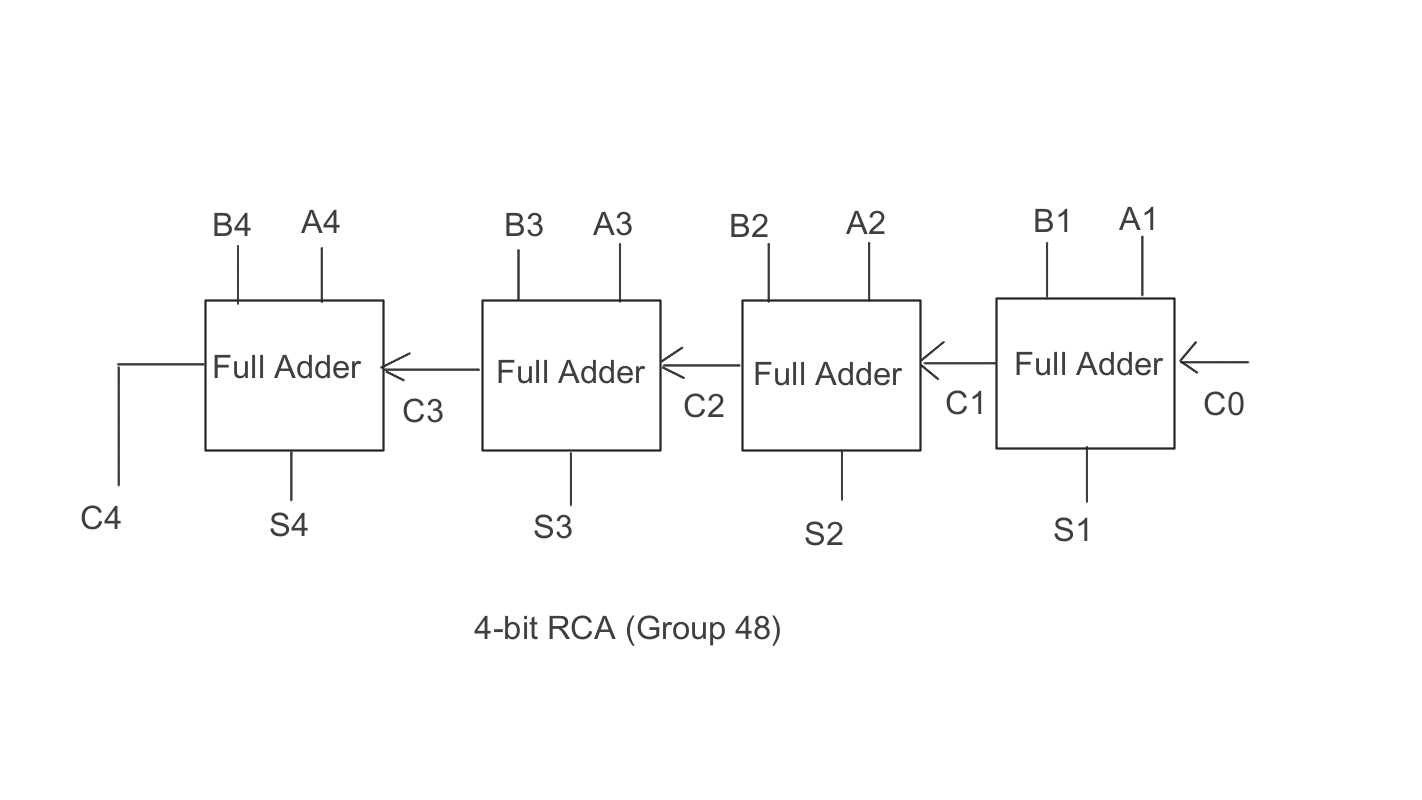 B4 A4 B3 A3 B2 A2 B1 A1
Full Adder Full Adder Full Adder Full Adder
C3 C2 C1 C0
C4 S4 S3 S2 S1
4-bit RCA (Group 48)